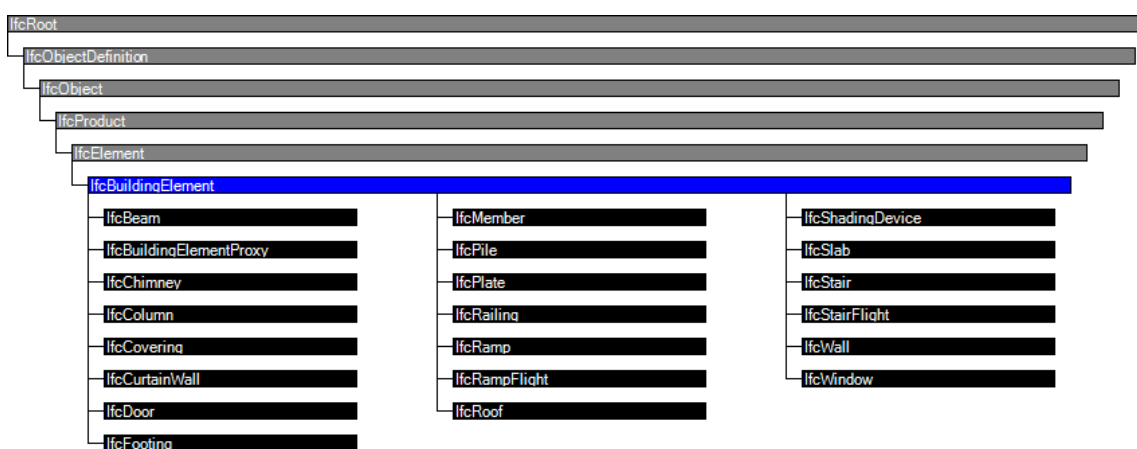 IfcRoot
IfcObjectDefinition
IfcObject
IfcProduct
IfcElement
IfcBuildingElement
IfcBeam
IfcBuildingElementProxy
IfcChimney
IfcColumn
IfcCovering
IfcCurtainWall
IfcDoor
IfcFooting
IfcMember
IfcPile
IfcPlate
IfcRailing
IfcRamp
IfcRampFlight
IfcRoof
IfcShadingDevice
IfcSlab
IfcStair
IfcStairFlight
IfcWall
IfcWindow